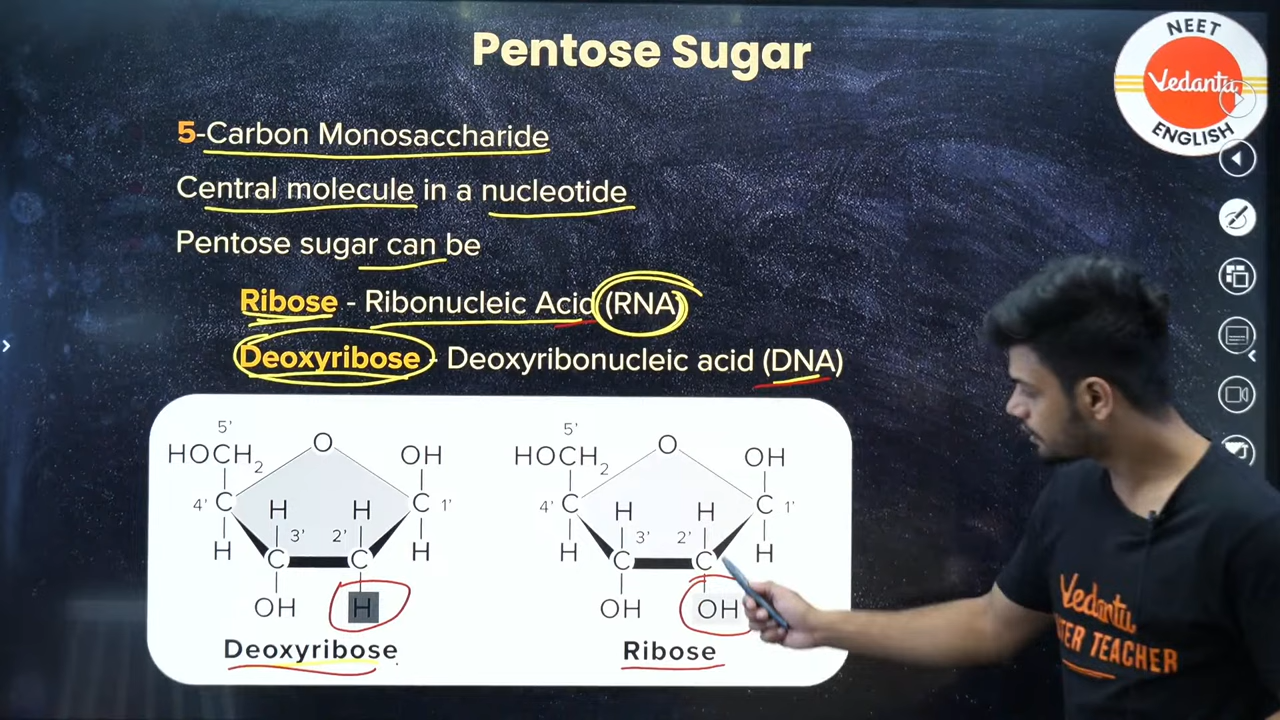 Pentose Sugar
NEET
Vedantu
ENGLISH
5-Carbon Monosaccharide
Central molecule in a nucleotide
Pentose sugar can be
Ribose - Ribonucleic Acid (RNA)
Deoxyribose - Deoxyribonucleic acid (DNA)
5'
HOCH2
O
OH
4' C
H
H
C 1'
3'
2'
H
C
C
H
OH
H
Deoxyribose
5'
HOCH2
O
OH
4' C
H
H
C 1'
3'
2'
H
C
C
H
OH
OH
Ribose
Vedantu
TER TEACHER